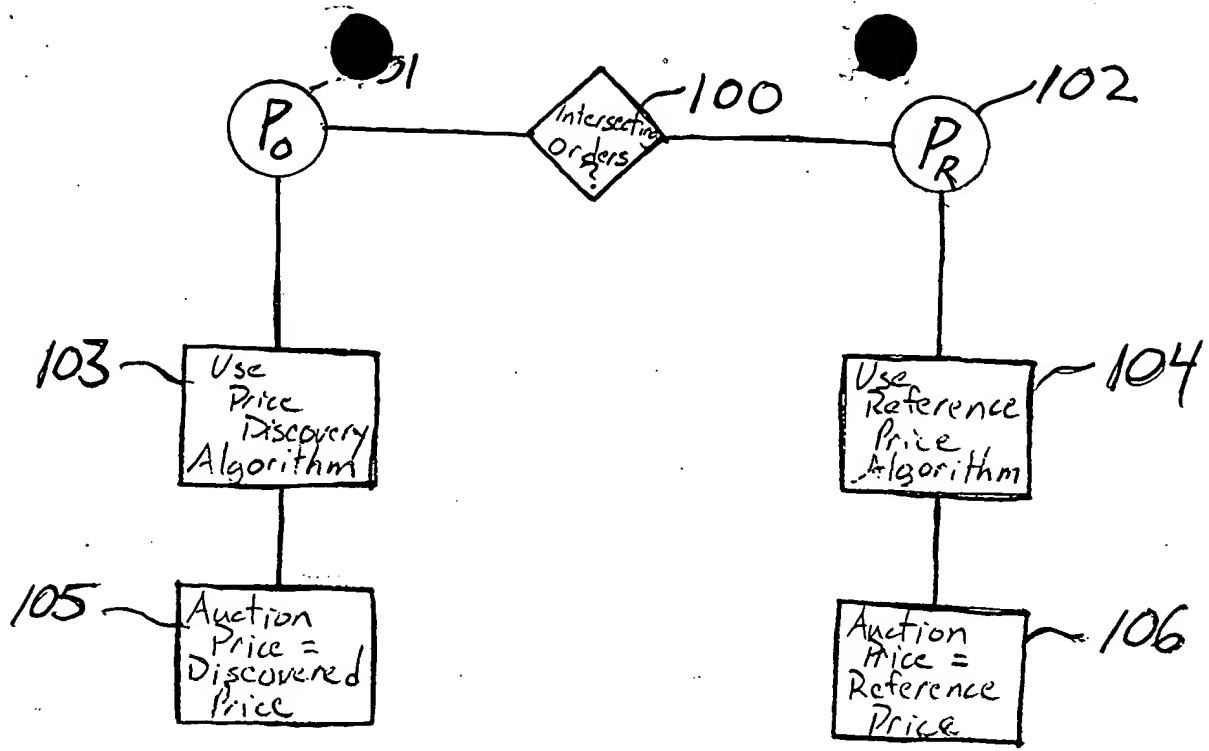 100
Intersecting
Orders
?
P0
102
PR
103
Use
Price
Discovery
Algorithm
104
Use
Reference
Price
Algorithm
105
Auction
Price =
Discovered
Price
106
Auction
Price =
Reference
Price